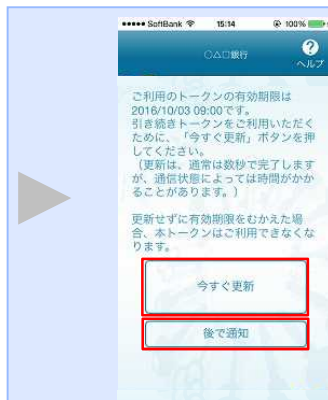 ●●●●● SoftBank 15:14 100%
○△□銀行
?
ヘルプ
ご利用のトークンの有効期限は
2016/10/03 09:00です。
引き続きトークンをご利用いただく
ために、「今すぐ更新」ボタンを押
してください。
(更新は、通常は数秒で完了します
が、通信状態によっては時間がかか
ることがあります。)
更新せずに有効期限をむかえた場
合、本トークンはご利用できなくな
ります。
今すぐ更新
後で通知